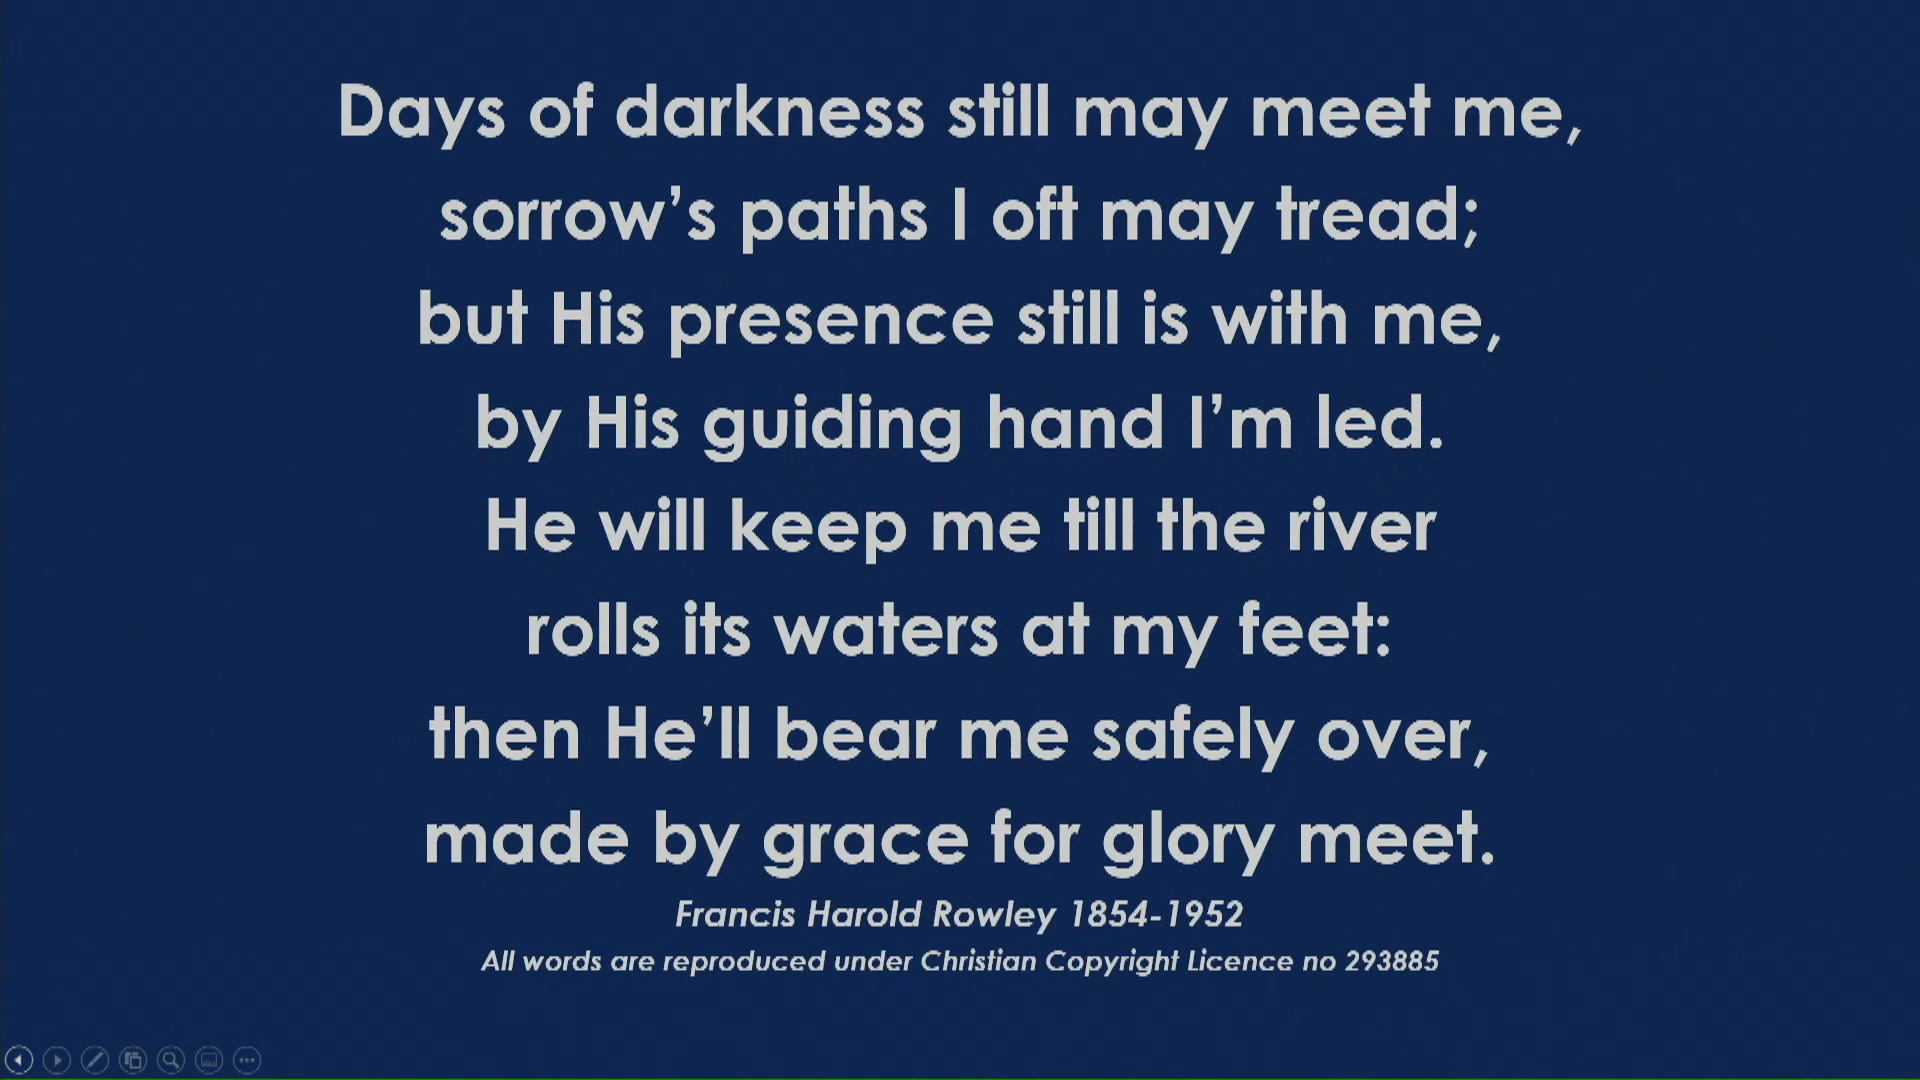 Days of darkness still may meet me,
sorrow’s paths I oft may tread;
but His presence still is with me,
by His guiding hand I’m led.
He will keep me till the river
rolls its waters at my feet:
then He’ll bear me safely over,
made by grace for glory meet.
Francis Harold Rowley 1854-1952
All words are reproduced under Christian Copyright Licence no 293885